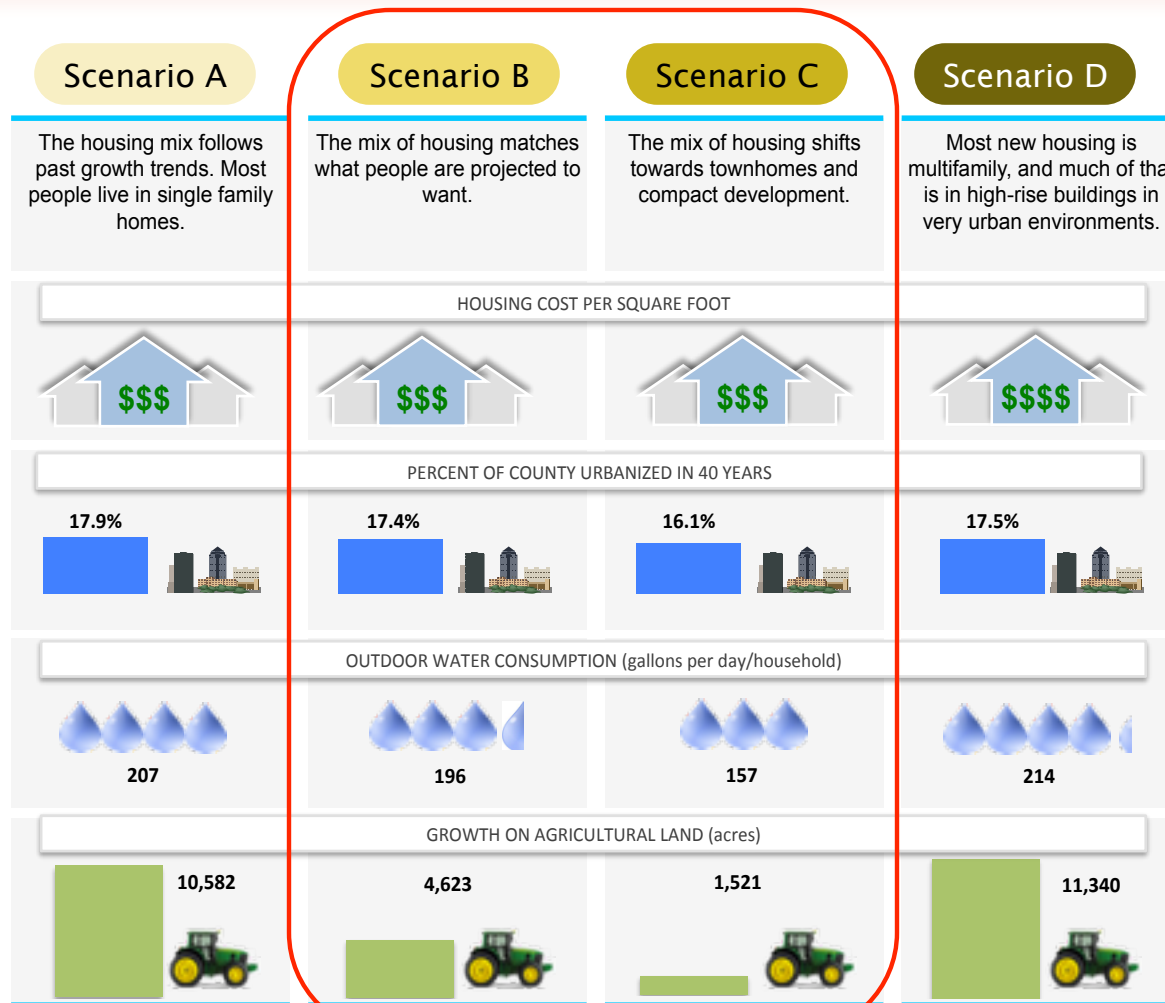 Scenario A
Scenario B
Scenario C
Scenario D
The housing mix follows
past growth trends. Most
people live in single family
homes.
The mix of housing matches
what people are projected to
want.
The mix of housing shifts
towards townhomes and
compact development.
Most new housing is
multifamily, and much of tha
is in high-rise buildings in
very urban environments.
HOUSING COST PER SQUARE FOOT
$$$
$$$
$$$
$$$$
PERCENT OF COUNTY URBANIZED IN 40 YEARS
17.9%
17.4%
16.1%
17.5%
OUTDOOR WATER CONSUMPTION (gallons per day/household)
207
196
157
214
GROWTH ON AGRICULTURAL LAND (acres)
10,582
4,623
1,521
11,340